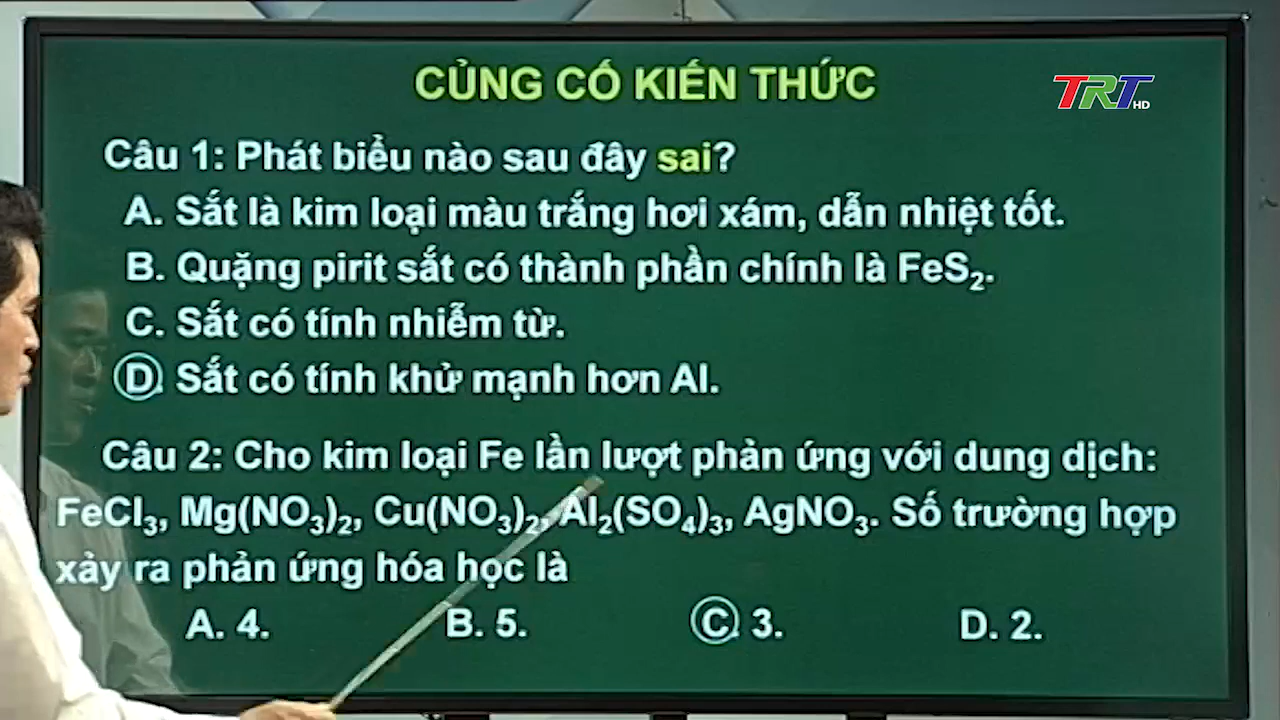 CỦNG CỐ KIẾN THỨC
TRT HD
Câu 1: Phát biểu nào sau đây sai?
A. Sắt là kim loại màu trắng hơi xám, dẫn nhiệt tốt.
B. Quặng pirit sắt có thành phần chính là FeS₂.
C. Sắt có tính nhiễm từ.
D. Sắt có tính khử mạnh hơn Al.
Câu 2: Cho kim loại Fe lần lượt phản ứng với dung dịch:
FeCl₃, Mg(NO₃)₂, Cu(NO₃)₂, Al₂(SO₄)₃, AgNO₃. Số trường hợp
xảy ra phản ứng hóa học là
A. 4. B. 5. C. 3. D. 2.